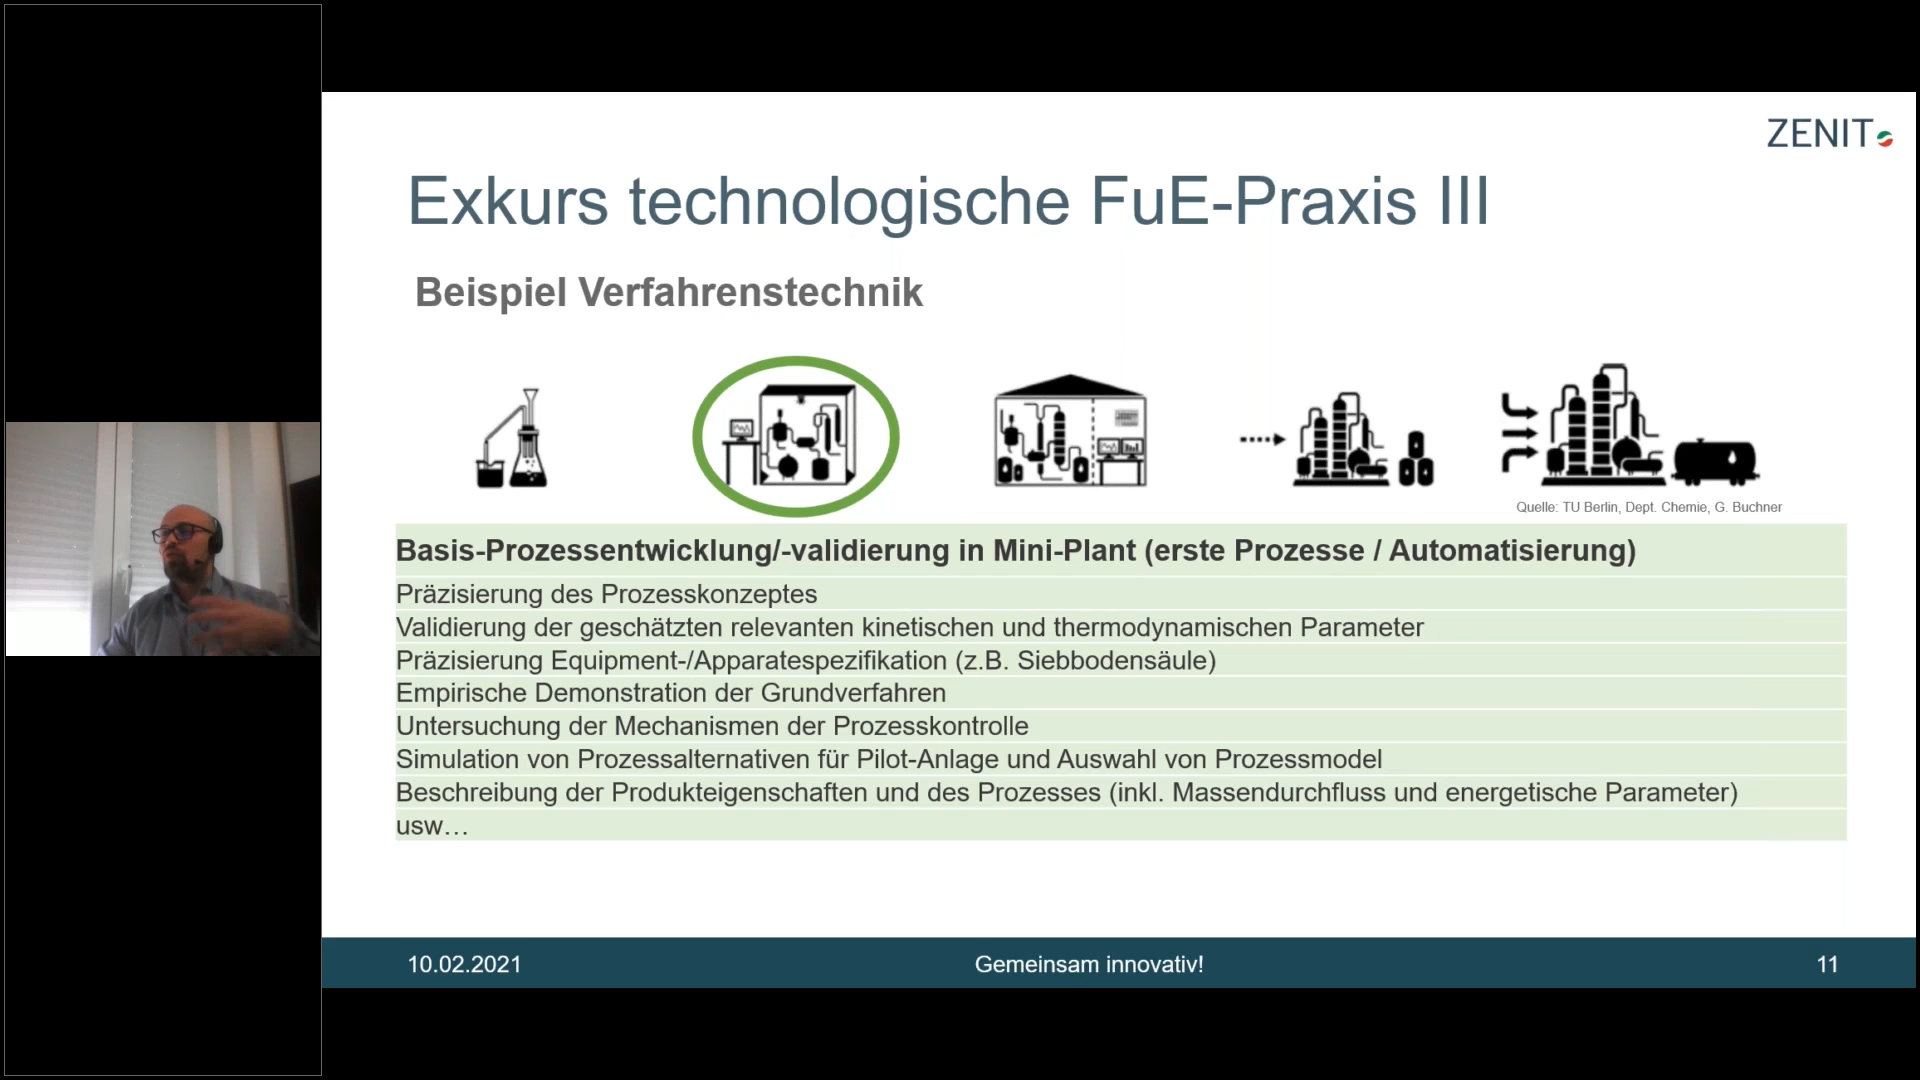 ZENIT
Exkurs technologische FuE-Praxis III
Beispiel Verfahrenstechnik
Quelle: TU Berlin, Dept. Chemie, G. Buchner
Basis-Prozessentwicklung/-validierung in Mini-Plant (erste Prozesse / Automatisierung)
Präzisierung des Prozesskonzeptes
Validierung der geschätzten relevanten kinetischen und thermodynamischen Parameter
Präzisierung Equipment-/Apparatespezifikation (z.B. Siebbodensäule)
Empirische Demonstration der Grundverfahren
Untersuchung der Mechanismen der Prozesskontrolle
Simulation von Prozessalternativen für Pilot-Anlage und Auswahl von Prozessmodel
Beschreibung der Produkteigenschaften und des Prozesses (inkl. Massendurchfluss und energetische Parameter)
usw…
10.02.2021 Gemeinsam innovativ! 11